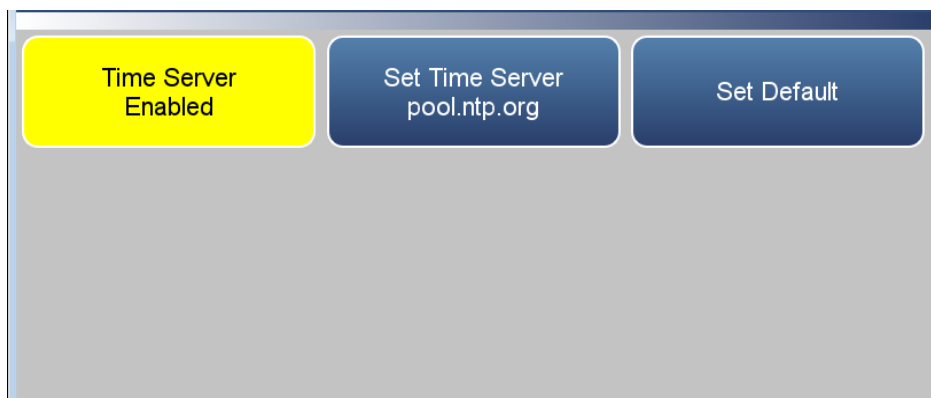 Time Server
Enabled
Set Time Server
pool.ntp.org
Set Default